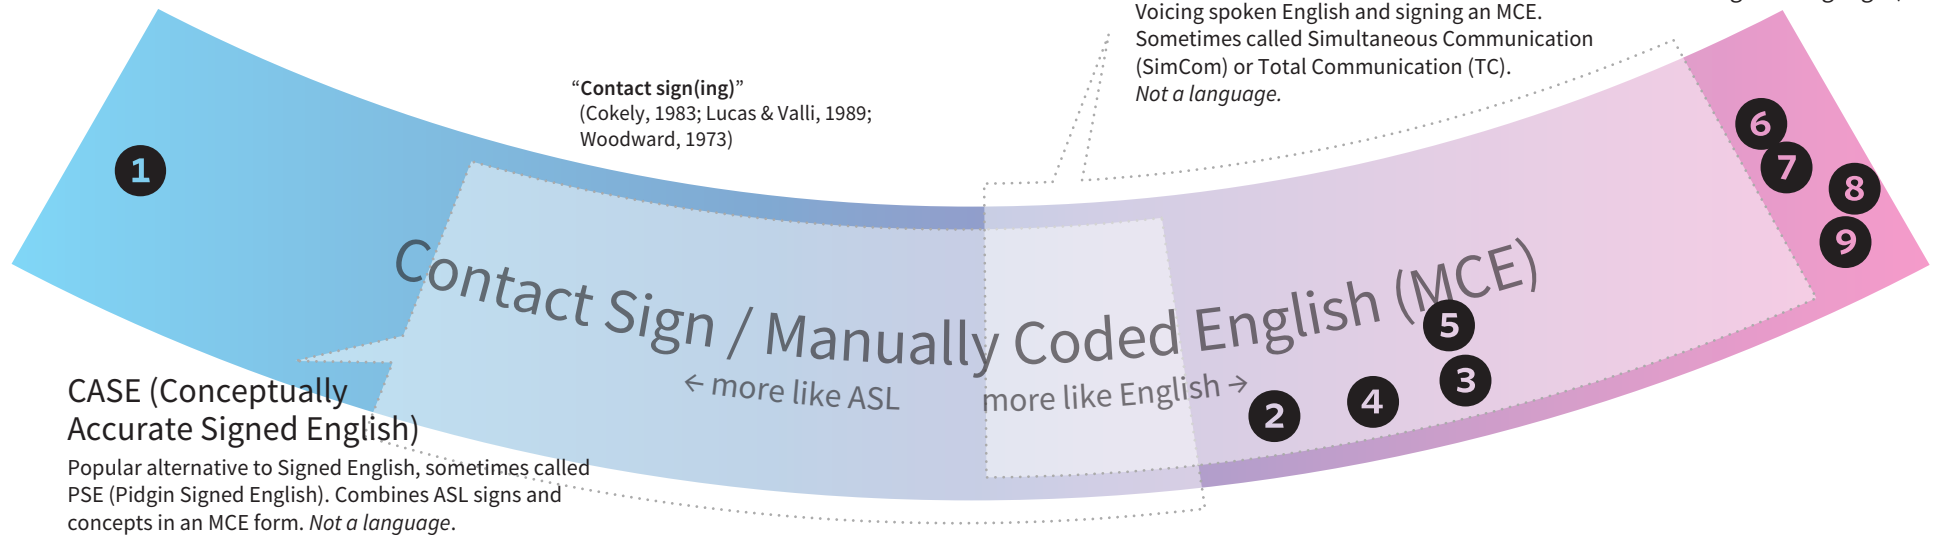 Voicing spoken English and signing an MCE.
Sometimes called Simultaneous Communication
(SimCom) or Total Communication (TC).
Not a language.
“Contact sign(ing)”
(Cokely, 1983; Lucas & Valli, 1989;
Woodward, 1973)
1
6
7
8
9
Contact Sign / Manually Coded English (MCE)
← more like ASL
more like English →
5
3
4
2
CASE (Conceptually
Accurate Signed English)
Popular alternative to Signed English, sometimes called
PSE (Pidgin Signed English). Combines ASL signs and
concepts in an MCE form. Not a language.